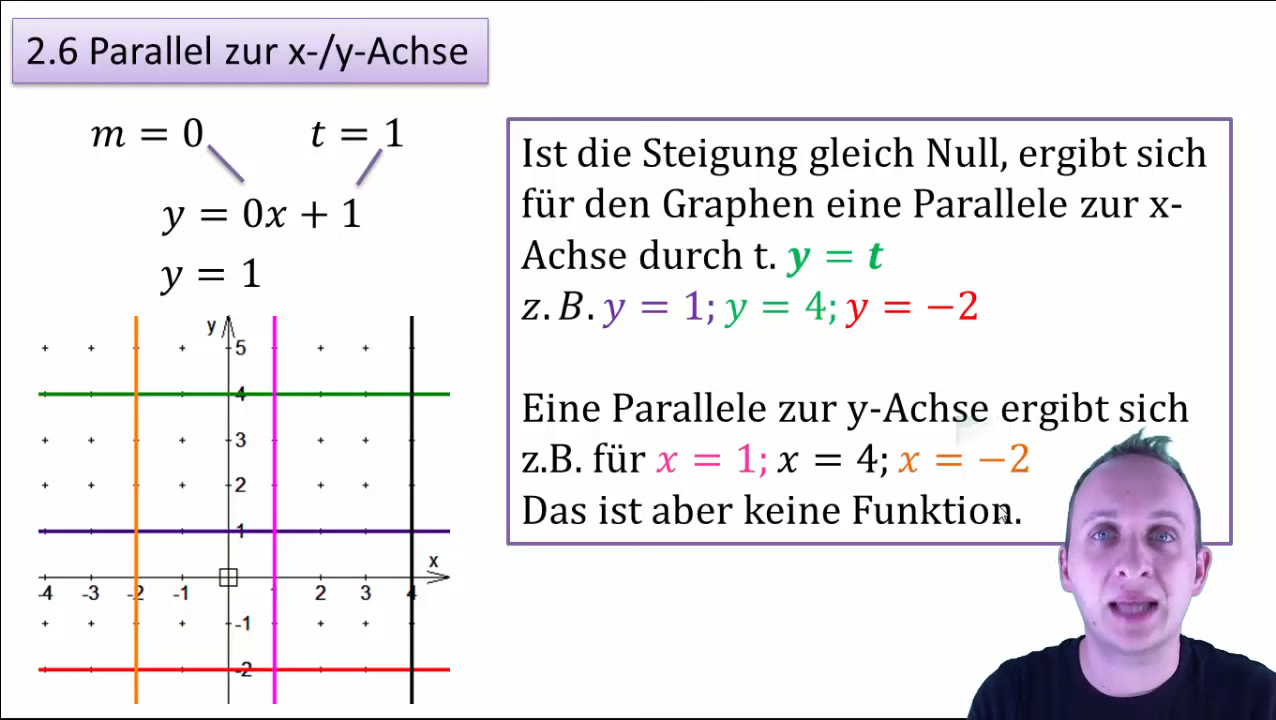 2.6 Parallel zur x-/y-Achse
m = 0 t = 1
y = 0x + 1
y = 1
Ist die Steigung gleich Null, ergibt sich
für den Graphen eine Parallele zur x-
Achse durch t. y = t
z. B. y = 1; y = 4; y = −2
Eine Parallele zur y-Achse ergibt sich
z.B. für x = 1; x = 4; x = −2
Das ist aber keine Funktion.
y
5
4
3
2
1
x
-4 -3 -2 -1 2 3 4
-1
-2